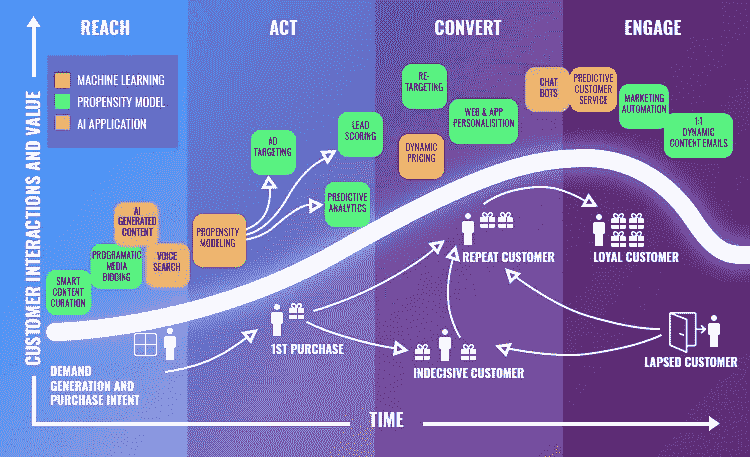 REACH
ACT
CONVERT
ENGAGE
MACHINE LEARNING
PROPENSITY MODEL
AI APPLICATION
CUSTOMER INTERACTIONS AND VALUE
SMART
CONTENT
CURATION
PROGRAMATIC
MEDIA
BIDDING
AI
GENERATED
CONTENT
VOICE
SEARCH
PROPENSITY
MODELING
AD
TARGETING
LEAD
SCORING
PREDICTIVE
ANALYTICS
RE-
TARGETING
DYNAMIC
PRICING
WEB & APP
PERSONALISITION
CHAT
BOTS
PREDICTIVE
CUSTOMER
SERVICE
MARKETING
AUTOMATION
1:1
DYNAMIC
CONTENT EMAILS
REPEAT CUSTOMER
LOYAL CUSTOMER
1ST PURCHASE
INDECISIVE CUSTOMER
LAPSED CUSTOMER
DEMAND
GENERATION AND
PURCHASE INTENT
TIME